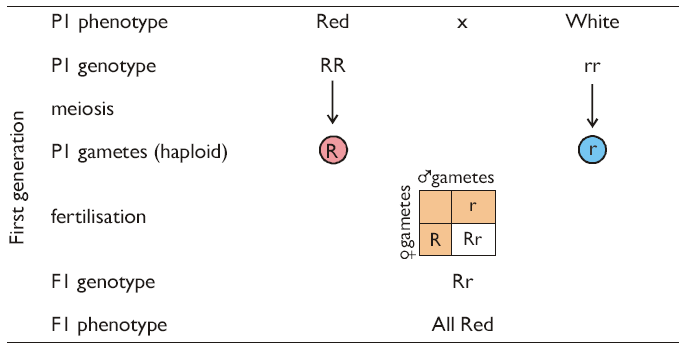 P1 phenotype Red x White
P1 genotype RR rr
meiosis
P1 gametes (haploid) R r
♂gametes
♀gametes
r
fertilisation
R Rr
F1 genotype Rr
F1 phenotype All Red
First generation